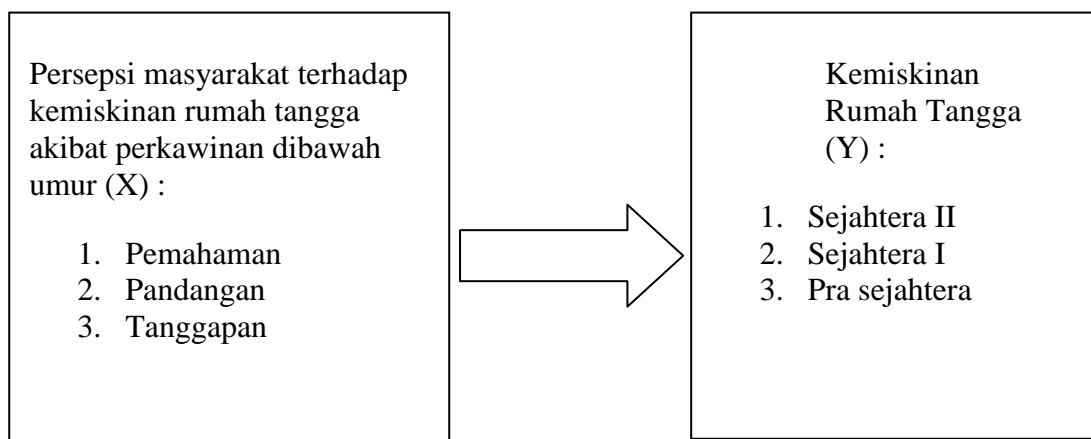 Persepsi masyarakat terhadap
kemiskinan rumah tangga
akibat perkawinan dibawah
umur (X) :
1. Pemahaman
2. Pandangan
3. Tanggapan
Kemiskinan
Rumah Tangga
(Y) :
1. Sejahtera II
2. Sejahtera I
3. Pra sejahtera